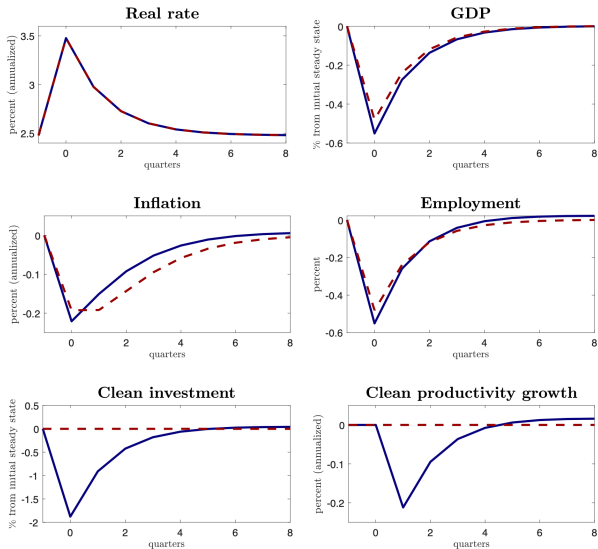 Real rate
GDP
percent (annualized)
3.5
3
2.5
0 2 4 6 8
quarters
% from initial steady state
0
-0.2
-0.4
-0.6
0 2 4 6 8
quarters
Inflation
Employment
percent (annualized)
0
-0.1
-0.2
0 2 4 6 8
quarters
percent
0
-0.2
-0.4
-0.6
0 2 4 6 8
quarters
Clean investment
Clean productivity growth
% from initial steady state
0.5
0
-0.5
-1
-1.5
-2
0 2 4 6 8
quarters
percent (annualized)
0
-0.1
-0.2
0 2 4 6 8
quarters